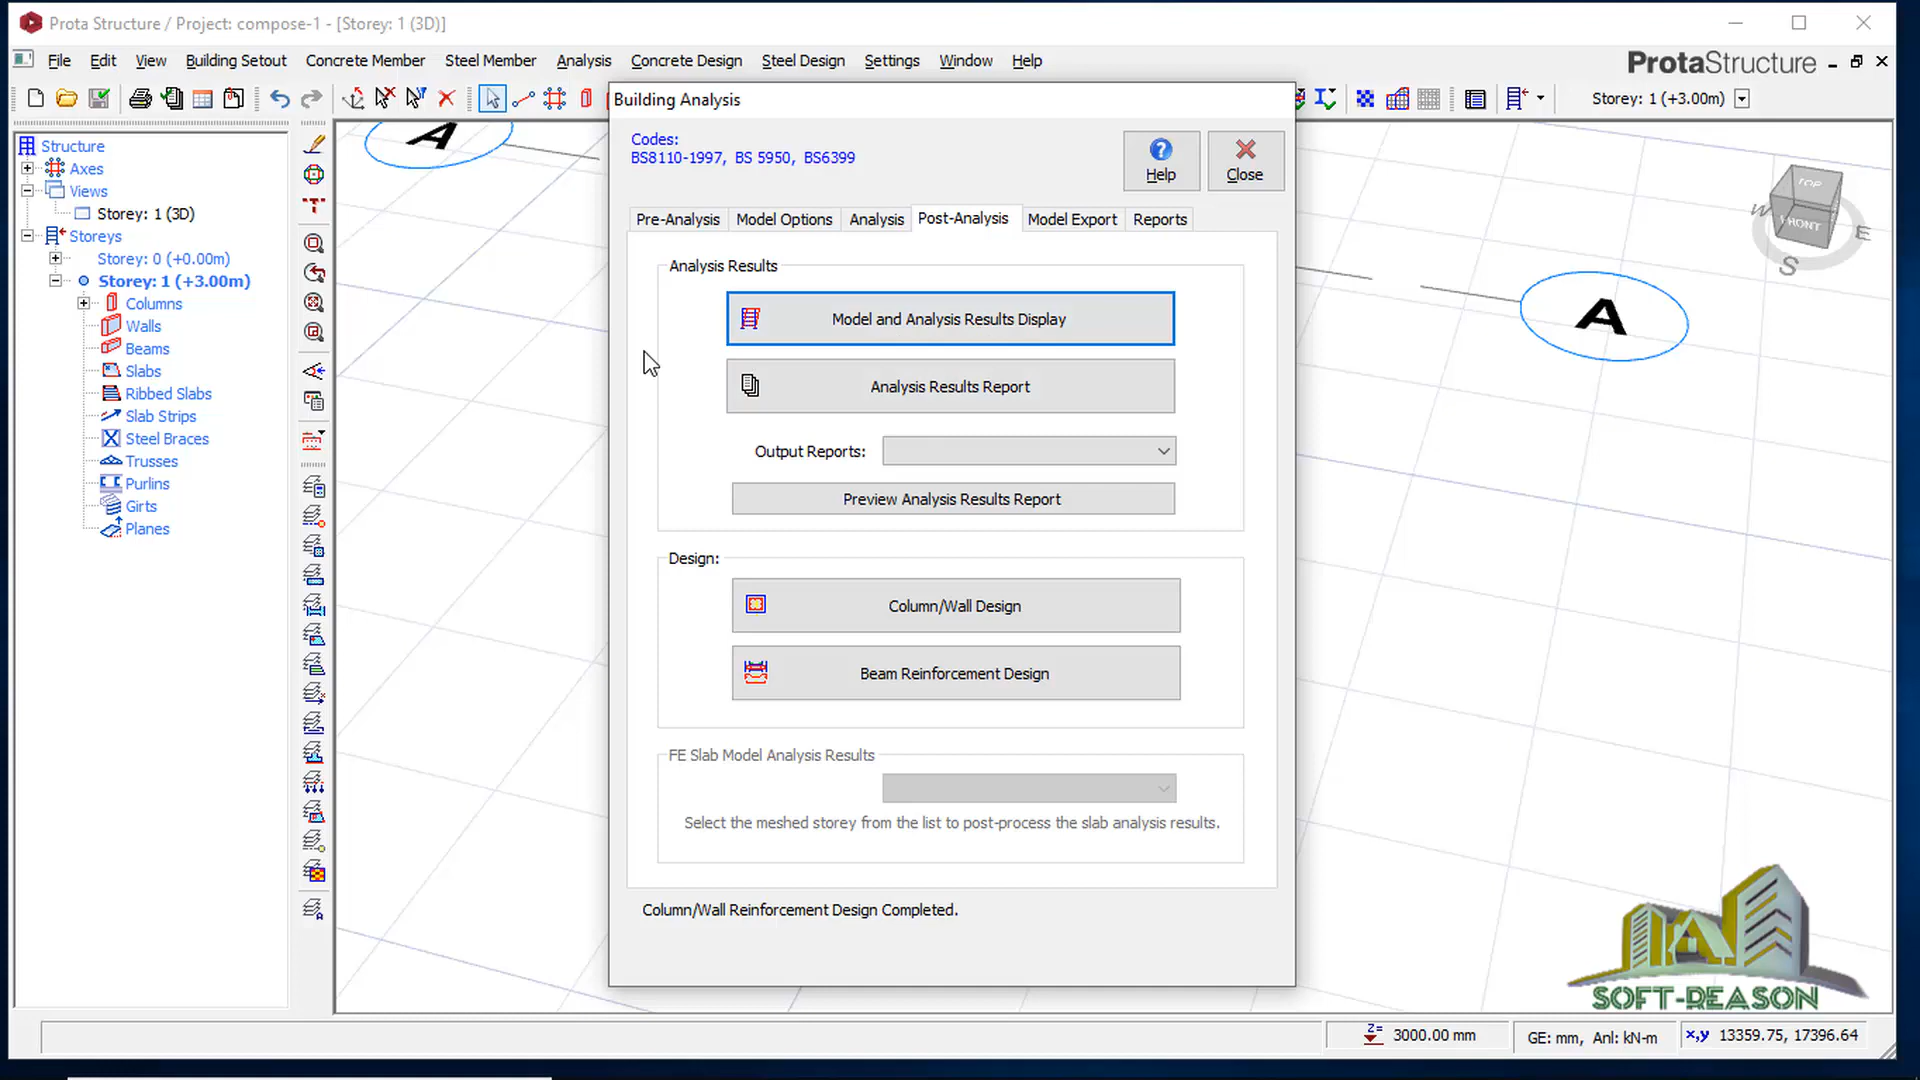 Prota Structure / Project: compose-1 - [Storey: 1 (3D)]
File Edit View Building Setout Concrete Member Steel Member Analysis Concrete Design Steel Design Settings Window Help
ProtaStructure
Storey: 1 (+3.00m)
Structure
Axes
Views
Storey: 1 (3D)
Storeys
Storey: 0 (+0.00m)
Storey: 1 (+3.00m)
Columns
Walls
Beams
Slabs
Ribbed Slabs
Slab Strips
Steel Braces
Trusses
Purlins
Girts
Planes
A
Building Analysis
Codes:
BS8110-1997, BS 5950, BS6399
Help
Close
Pre-Analysis Model Options Analysis Post-Analysis Model Export Reports
Analysis Results
Model and Analysis Results Display
Analysis Results Report
Output Reports:
Preview Analysis Results Report
Design:
Column/Wall Design
Beam Reinforcement Design
FE Slab Model Analysis Results
Select the meshed storey from the list to post-process the slab analysis results.
Column/Wall Reinforcement Design Completed.
TOP
FRONT
W
E
S
A
SOFT-REASON
Z= 3000.00 mm
GE: mm, Anl: kN-m
x,y 13359.75, 17396.64